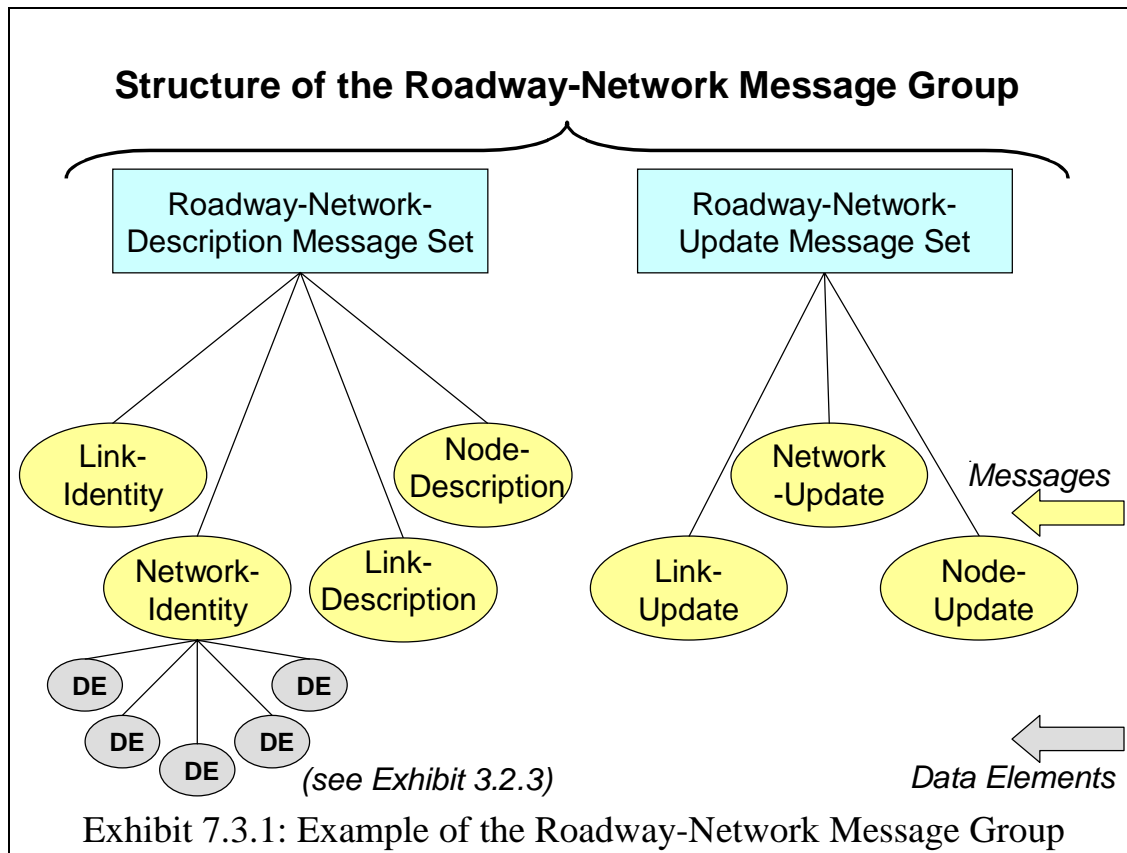 Structure of the Roadway-Network Message Group
Roadway-Network-
Description Message Set
Roadway-Network-
Update Message Set
Link-
Identity
Node-
Description
Network
-Update
Messages
Network-
Identity
Link-
Description
Link-
Update
Node-
Update
DE
DE
DE
DE
DE
(see Exhibit 3.2.3)
Data Elements
Exhibit 7.3.1: Example of the Roadway-Network Message Group